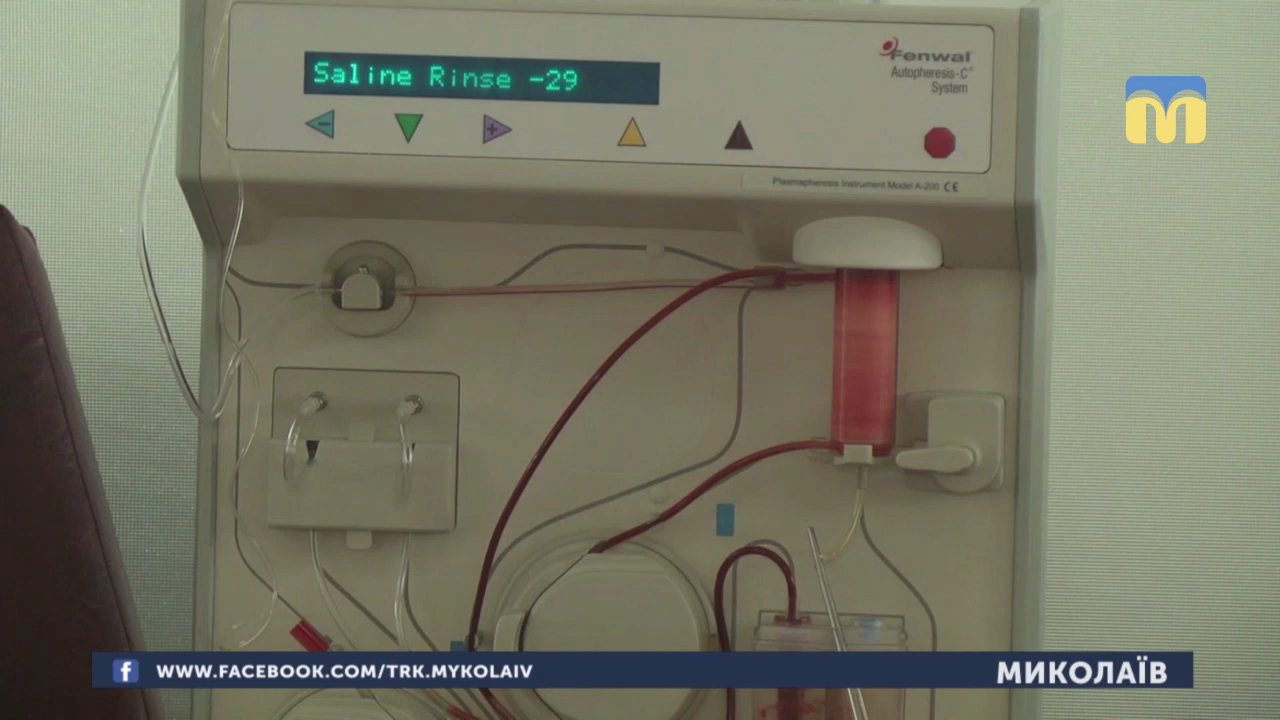 Saline Rinse -29
Fenwal
Autopheresis-C®
System
Plasmapheresis Instrument Model A-200 CE
WWW.FACEBOOK.COM/TRK.MYKOLAIV
МИКОЛАЇВ